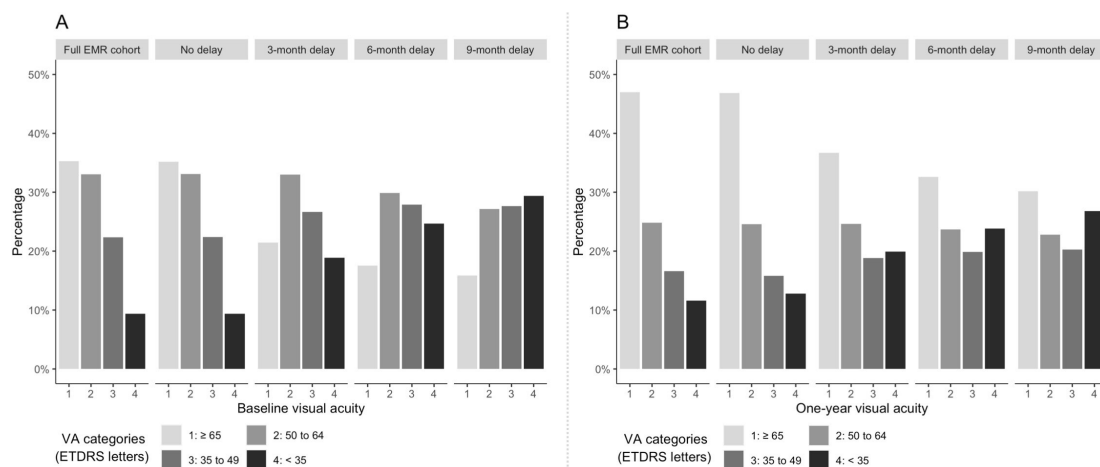 A
Full EMR cohort No delay 3-month delay 6-month delay 9-month delay
50%
40%
30%
20%
10%
0%
Percentage
1 2 3 4 1 2 3 4 1 2 3 4 1 2 3 4 1 2 3 4
Baseline visual acuity
VA categories
(ETDRS letters)
1: ≥ 65 2: 50 to 64
3: 35 to 49 4: < 35
B
Full EMR cohort No delay 3-month delay 6-month delay 9-month delay
50%
40%
30%
20%
10%
0%
Percentage
1 2 3 4 1 2 3 4 1 2 3 4 1 2 3 4 1 2 3 4
One-year visual acuity
VA categories
(ETDRS letters)
1: ≥ 65 2: 50 to 64
3: 35 to 49 4: < 35